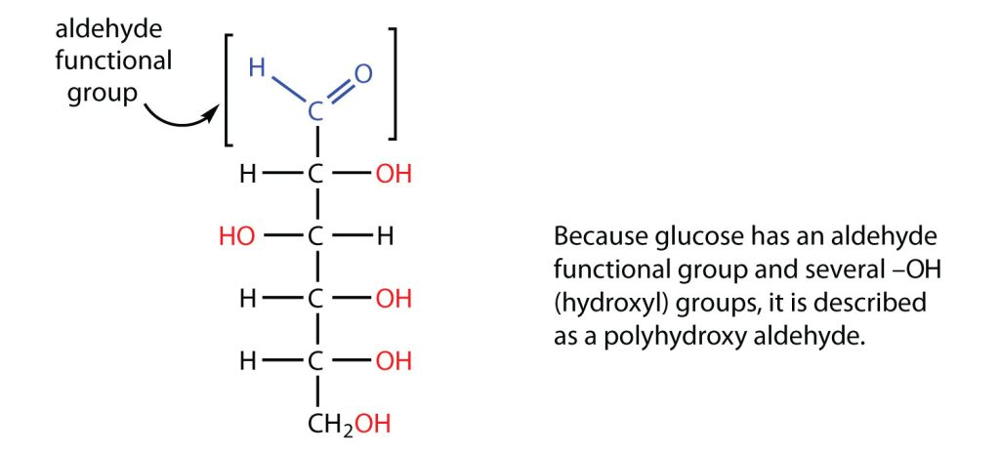 aldehyde
functional
group
H O
C
H C OH
HO C H
H C OH
H C OH
CH₂OH
Because glucose has an aldehyde
functional group and several –OH
(hydroxyl) groups, it is described
as a polyhydroxy aldehyde.